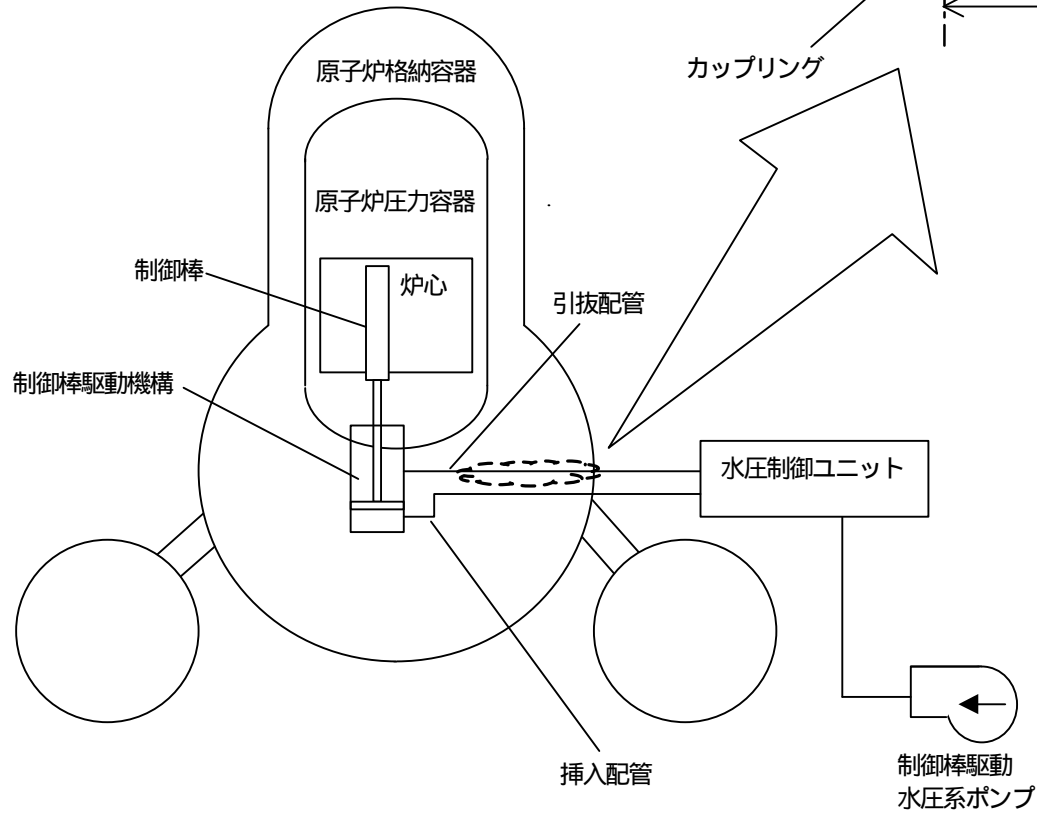 カップリング
原子炉格納容器
原子炉圧力容器
制御棒
炉心
引抜配管
制御棒駆動機構
水圧制御ユニット
挿入配管
制御棒駆動
水圧系ポンプ